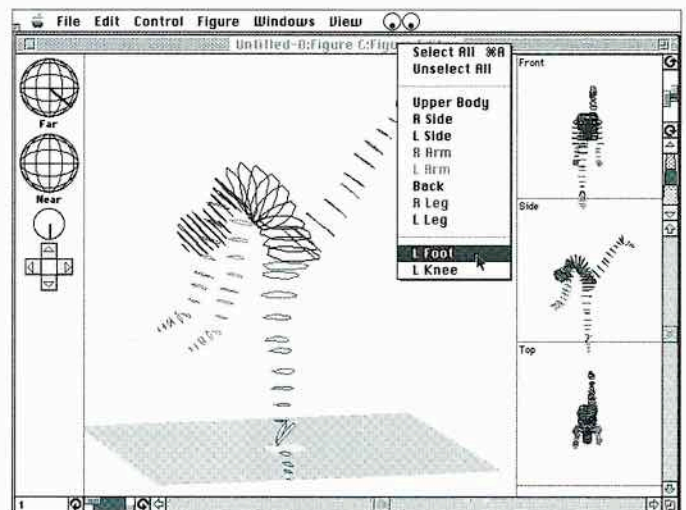 File Edit Control Figure Windows View
Untitled-0:Figure C:Figu
Select All ⌘A
Unselect All
Upper Body
R Side
L Side
R Arm
L Arm
Back
R Leg
L Leg
L Foot
L Knee
Far
Near
Front
Side
Top
1